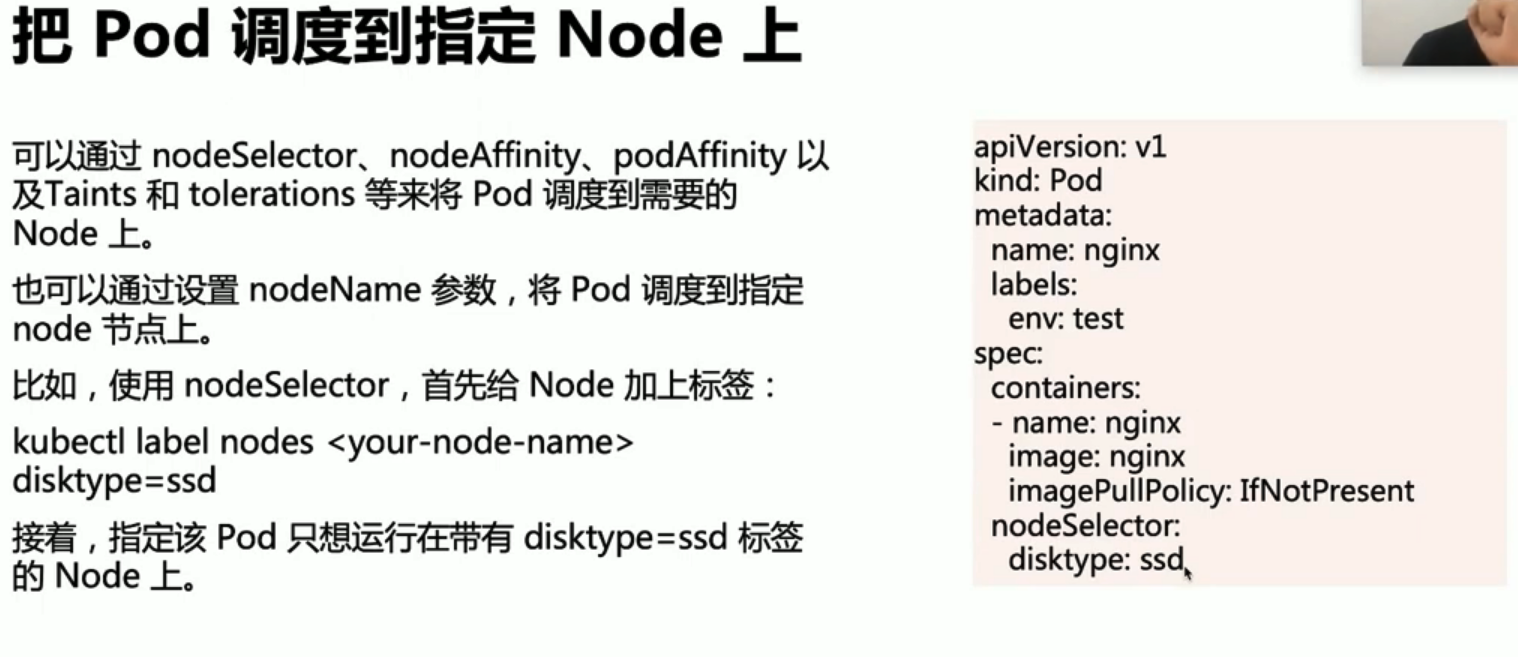 把 Pod 调度到指定 Node 上
可以通过 nodeSelector、nodeAffinity、podAffinity 以
及Taints 和 tolerations 等来将 Pod 调度到需要的
Node 上。
也可以通过设置 nodeName 参数，将 Pod 调度到指定
node 节点上。
比如，使用 nodeSelector，首先给 Node 加上标签：
kubectl label nodes <your-node-name>
disktype=ssd
接着，指定该 Pod 只想运行在带有 disktype=ssd 标签
的 Node 上。
apiVersion: v1
kind: Pod
metadata:
  name: nginx
  labels:
    env: test
spec:
  containers:
  - name: nginx
    image: nginx
    imagePullPolicy: IfNotPresent
  nodeSelector:
    disktype: ssd